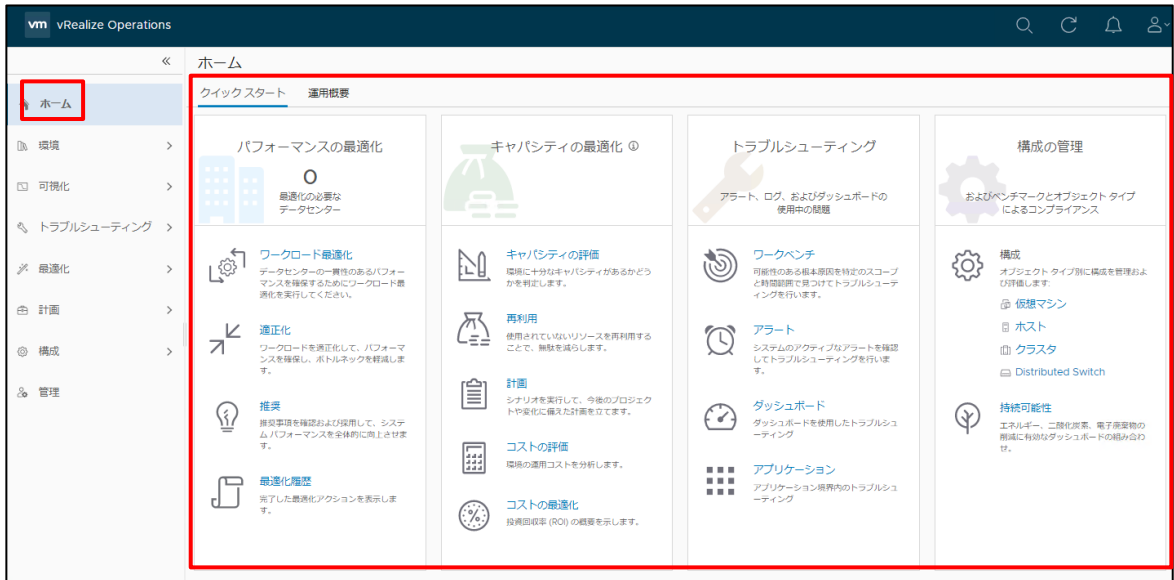 vm vRealize Operations
«
ホーム
ホーム
環境
可視化
トラブルシューティング
最適化
計画
構成
管理
クイック スタート 運用概要
パフォーマンスの最適化
0
最適化の必要な
データセンター
ワークロード最適化
データセンターの一貫性のあるパフォー
マンスを確保するためにワークロード最
適化を実行してください。
適正化
ワークロードを適正化して、パフォーマ
ンスを確保し、ボトルネックを軽減しま
す。
推奨
推奨事項を確認および採用して、システ
ム パフォーマンスを全体的に向上させま
す。
最適化履歴
完了した最適化アクションを表示しま
す。
キャパシティの最適化
キャパシティの評価
環境に十分なキャパシティがあるかどう
かを判定します。
再利用
使用されていないリソースを再利用する
ことで、無駄を減らします。
計画
シナリオを実行して、今後のプロジェク
トや変化に備えた計画を立てます。
コストの評価
環境の運用コストを分析します。
コストの最適化
投資回収率 (ROI) の概要を示します。
トラブルシューティング
アラート、ログ、およびダッシュボードの
使用中の問題
ワークベンチ
可能性のある根本原因を特定のスコープ
と時間範囲で見つけてトラブルシューテ
ィングを行います。
アラート
システムのアクティブなアラートを確認
してトラブルシューティングを行いま
す。
ダッシュボード
ダッシュボードを使用したトラブルシュ
ーティング
アプリケーション
アプリケーション境界内のトラブルシュ
ーティング
構成の管理
およびベンチマークとオブジェクト タイプ
によるコンプライアンス
構成
オブジェクト タイプ別に構成を管理およ
び評価します:
仮想マシン
ホスト
クラスタ
Distributed Switch
持続可能性
エネルギー、二酸化炭素、電子廃棄物の
削減に有効なダッシュボードの組み合わ
せ。